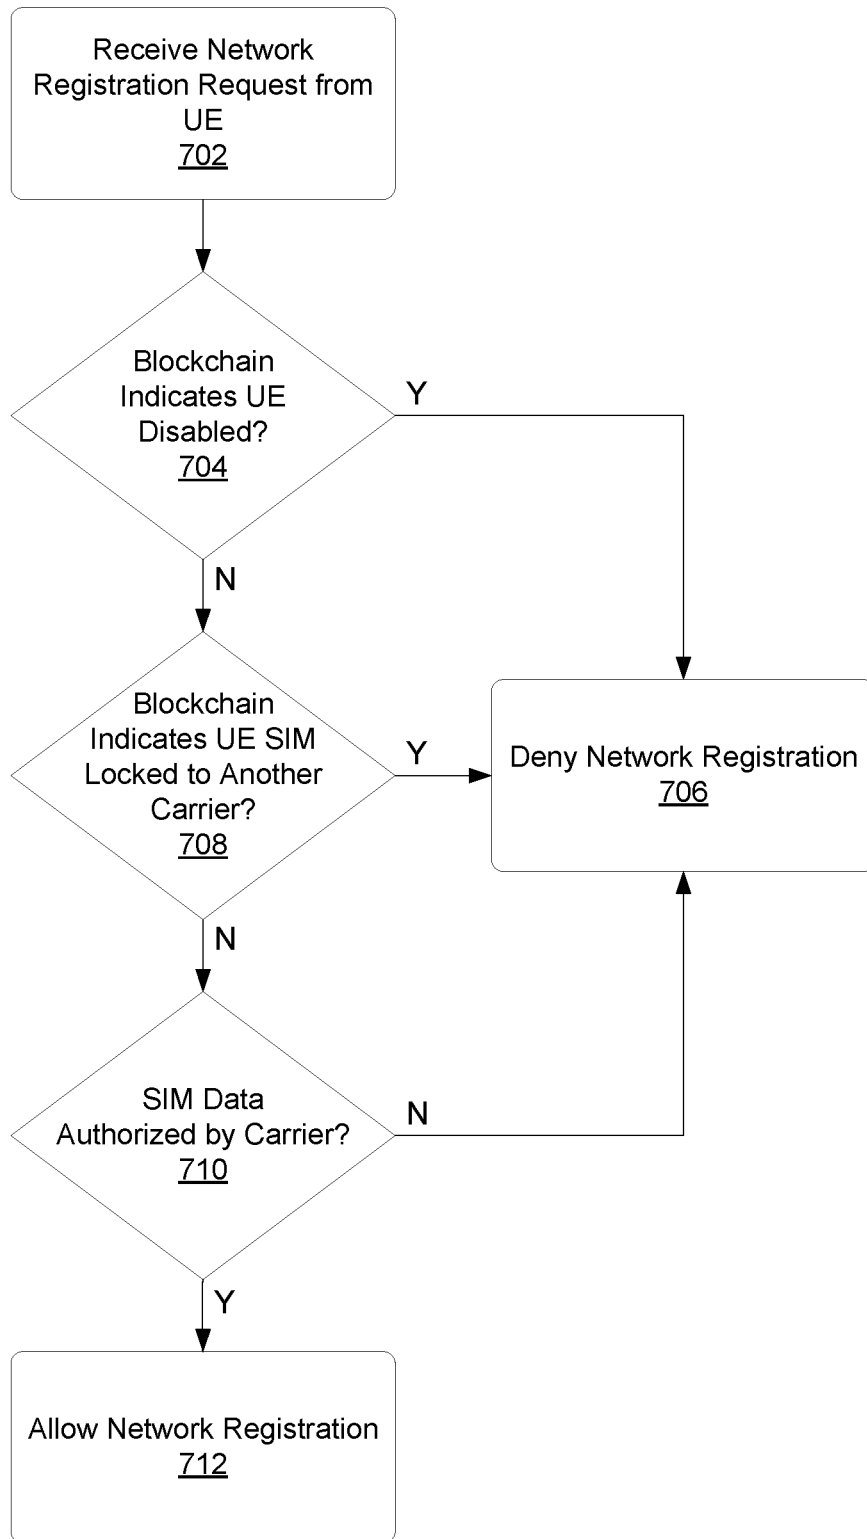 Receive Network
Registration Request from
UE
702
Blockchain
Indicates UE
Disabled?
704
Y
N
Blockchain
Indicates UE SIM
Locked to Another
Carrier?
708
Y
Deny Network Registration
706
N
SIM Data
Authorized by Carrier?
710
N
Y
Allow Network Registration
712